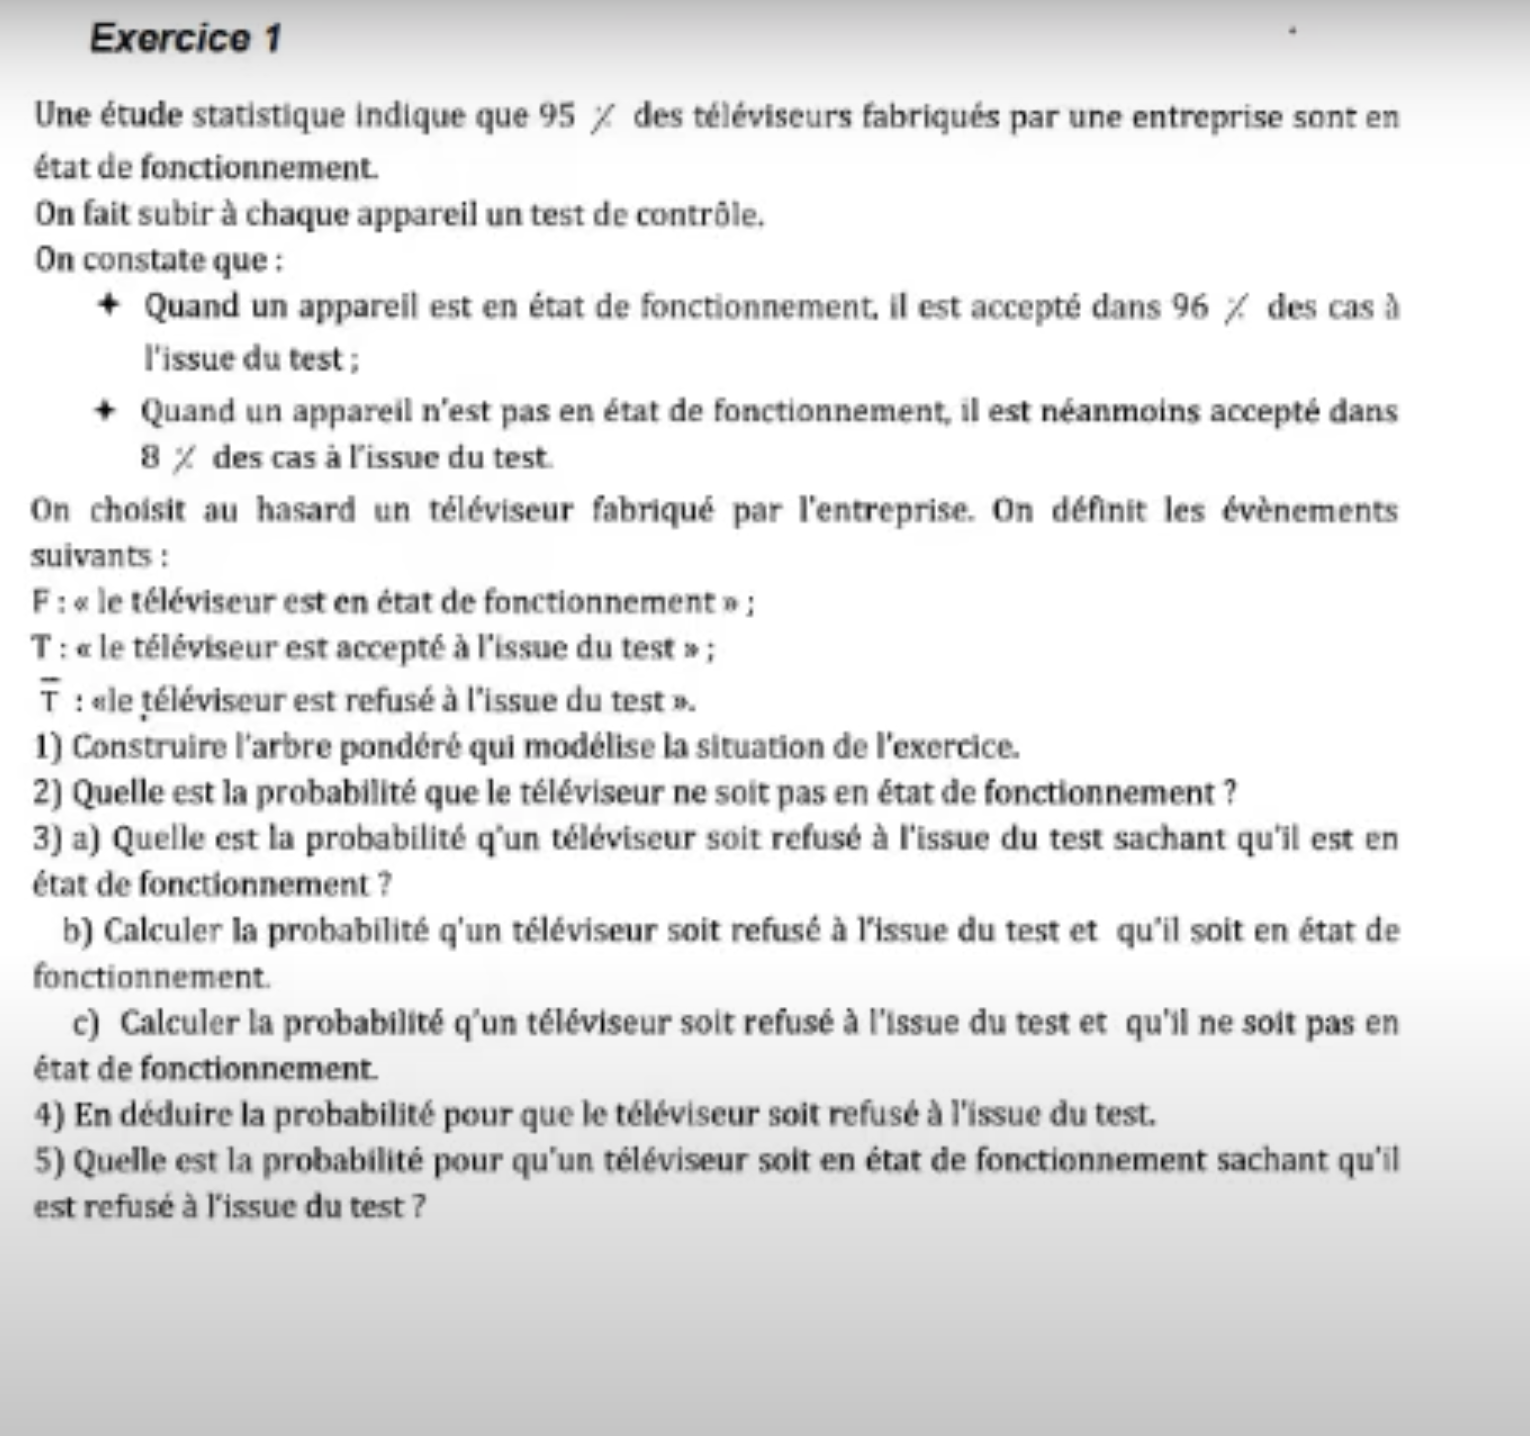 Exercice 1
Une étude statistique indique que 95 % des téléviseurs fabriqués par une entreprise sont en
état de fonctionnement.
On fait subir à chaque appareil un test de contrôle.
On constate que :
✦ Quand un appareil est en état de fonctionnement, il est accepté dans 96 % des cas à
l'issue du test ;
✦ Quand un appareil n'est pas en état de fonctionnement, il est néanmoins accepté dans
8 % des cas à l'issue du test.
On choisit au hasard un téléviseur fabriqué par l'entreprise. On définit les évènements
suivants :
F : « le téléviseur est en état de fonctionnement » ;
T : « le téléviseur est accepté à l'issue du test » ;
T̅ : «le téléviseur est refusé à l'issue du test ».
1) Construire l'arbre pondéré qui modélise la situation de l'exercice.
2) Quelle est la probabilité que le téléviseur ne soit pas en état de fonctionnement ?
3) a) Quelle est la probabilité q'un téléviseur soit refusé à l'issue du test sachant qu'il est en
état de fonctionnement ?
b) Calculer la probabilité q'un téléviseur soit refusé à l'issue du test et qu'il soit en état de
fonctionnement.
c) Calculer la probabilité q'un téléviseur soit refusé à l'issue du test et qu'il ne soit pas en
état de fonctionnement.
4) En déduire la probabilité pour que le téléviseur soit refusé à l'issue du test.
5) Quelle est la probabilité pour qu'un téléviseur soit en état de fonctionnement sachant qu'il
est refusé à l'issue du test ?